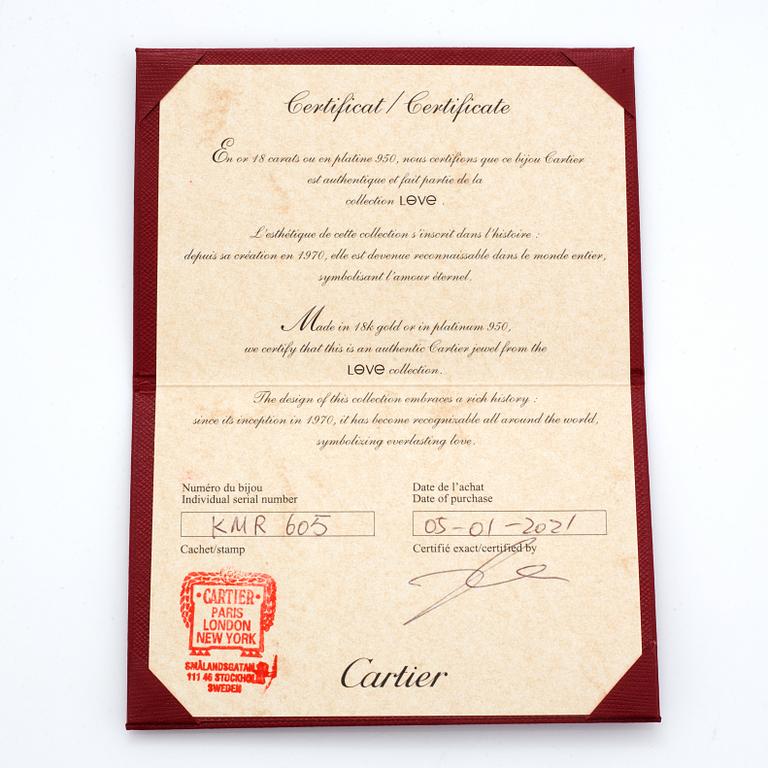 Certificat / Certificate
En or 18 carats ou en platine 950, nous certifions que ce bijou Cartier
est authentique et fait partie de la
collection LOVE .
L'esthétique de cette collection s'inscrit dans l'histoire :
depuis sa création en 1970, elle est devenue reconnaissable dans le monde entier,
symbolisant l'amour éternel.
Made in 18k gold or in platinum 950,
we certify that this is an authentic Cartier jewel from the
LOVE collection.
The design of this collection embraces a rich history :
since its inception in 1970, it has become recognizable all around the world,
symbolizing everlasting love.
Numéro du bijou
Individual serial number
KMR 605
Date de l'achat
Date of purchase
05-01-2021
Cachet/stamp
Certifié exact/certified by
CARTIER
PARIS
LONDON
NEW YORK
111 46 STOCKHOLM
SWEDEN
Cartier